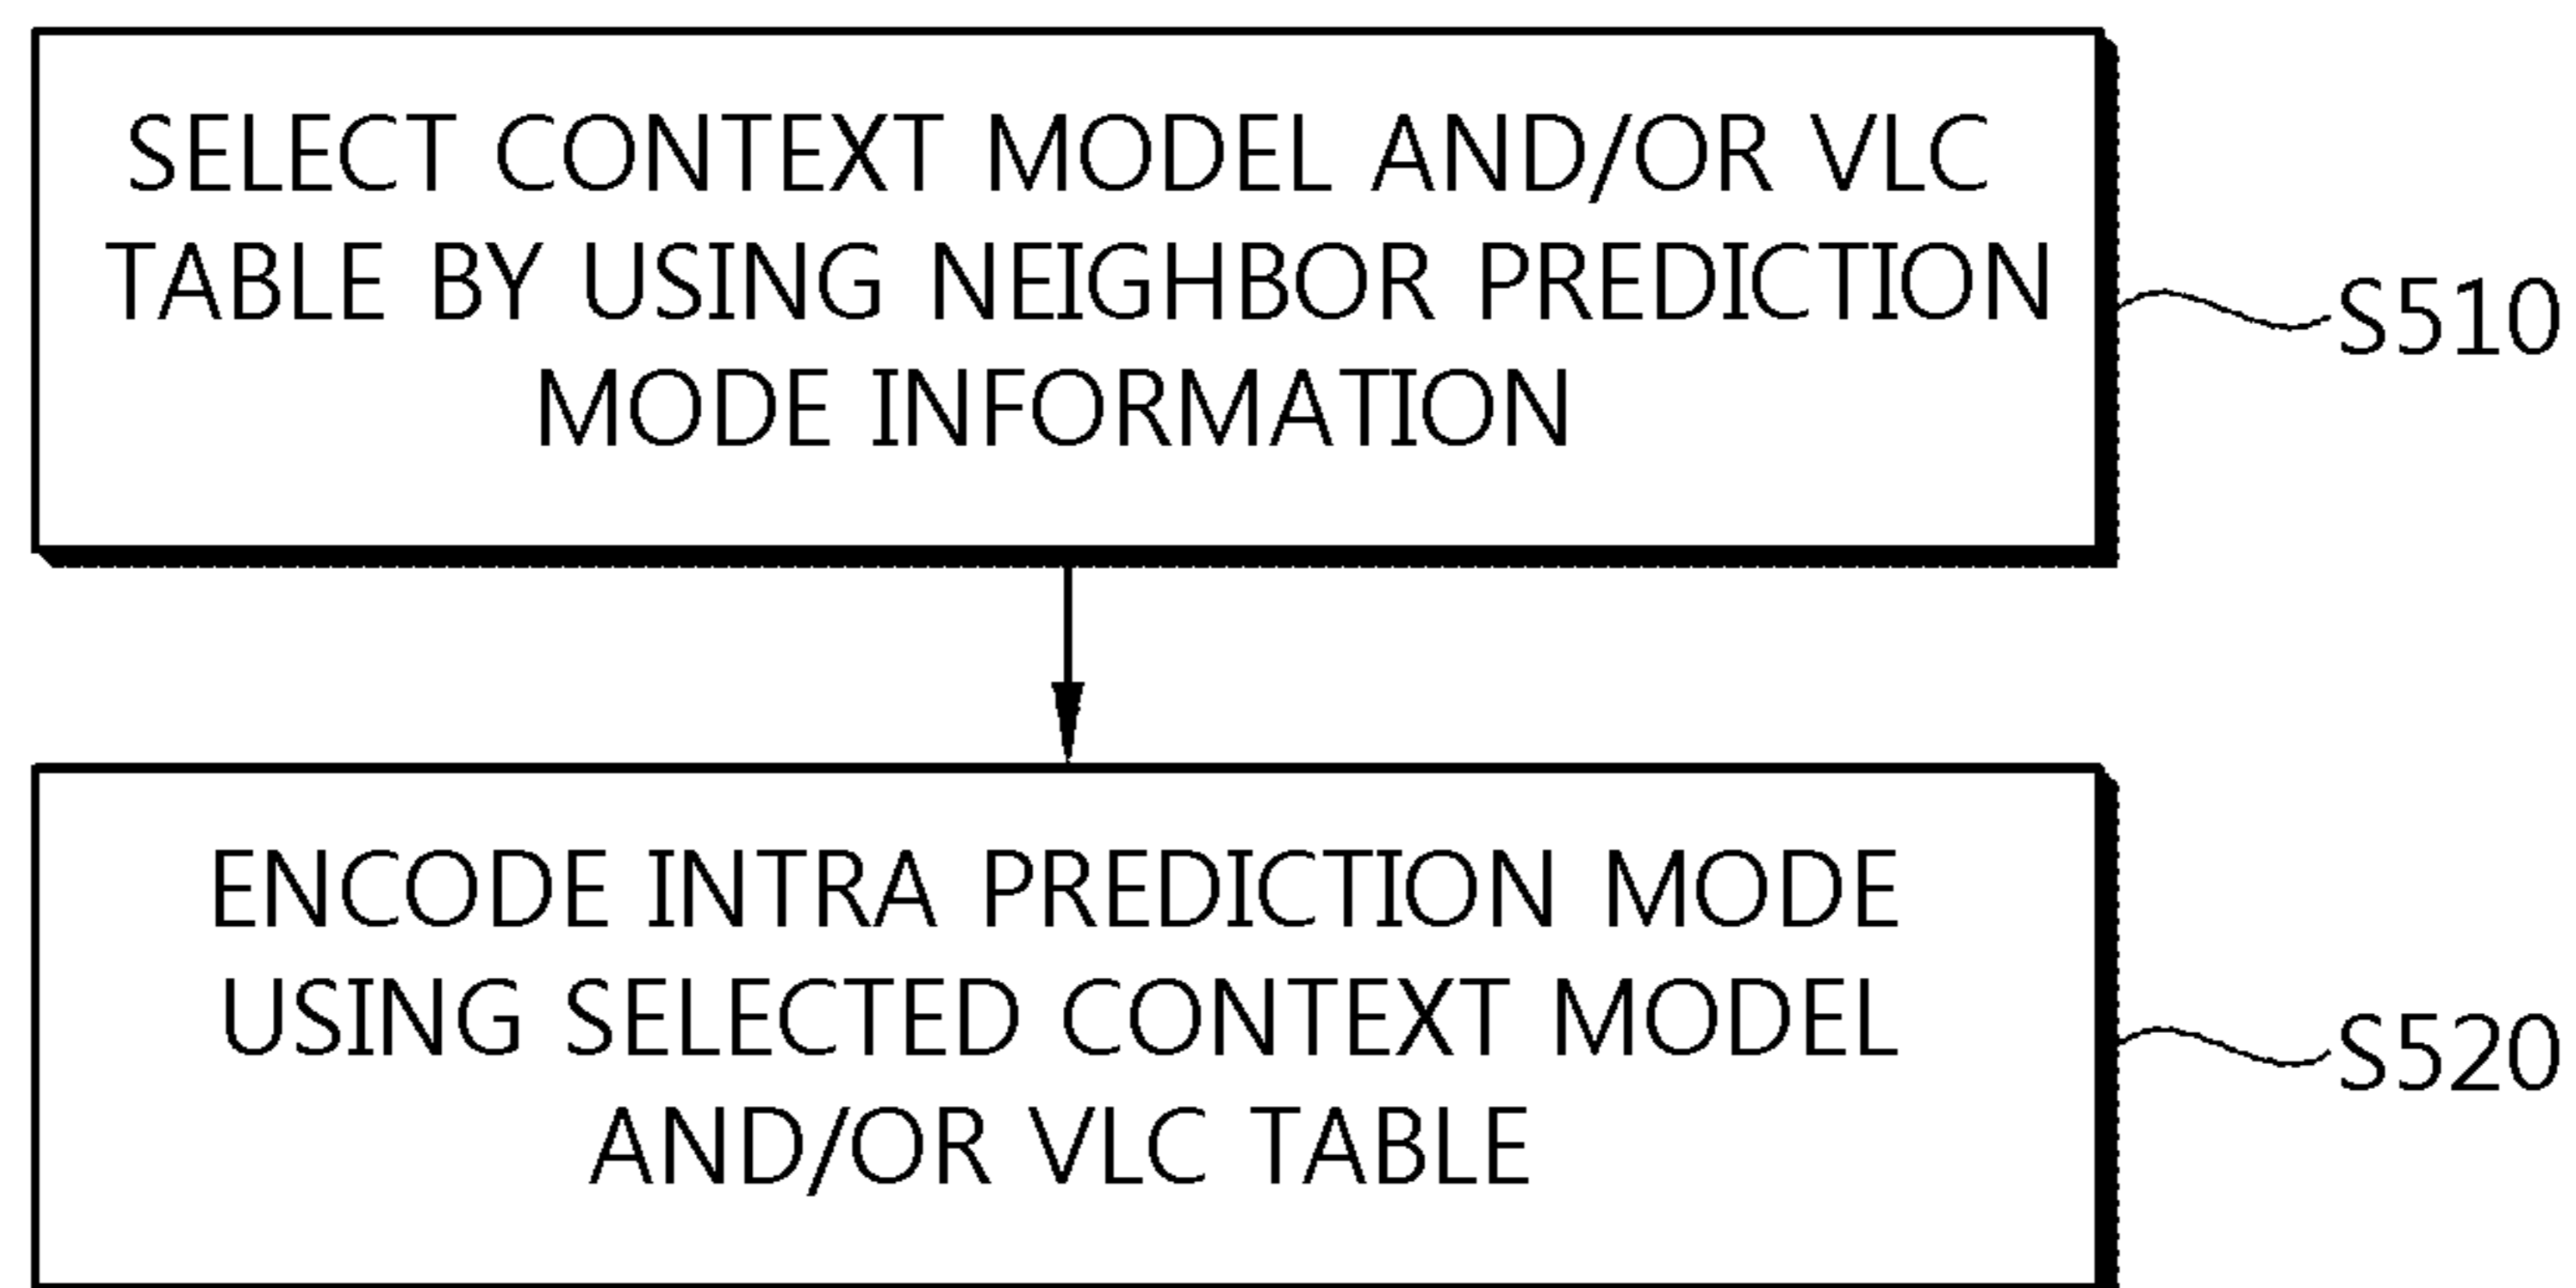 SELECT CONTEXT MODEL AND/OR VLC
TABLE BY USING NEIGHBOR PREDICTION
MODE INFORMATION
S510
ENCODE INTRA PREDICTION MODE
USING SELECTED CONTEXT MODEL
AND/OR VLC TABLE
S520